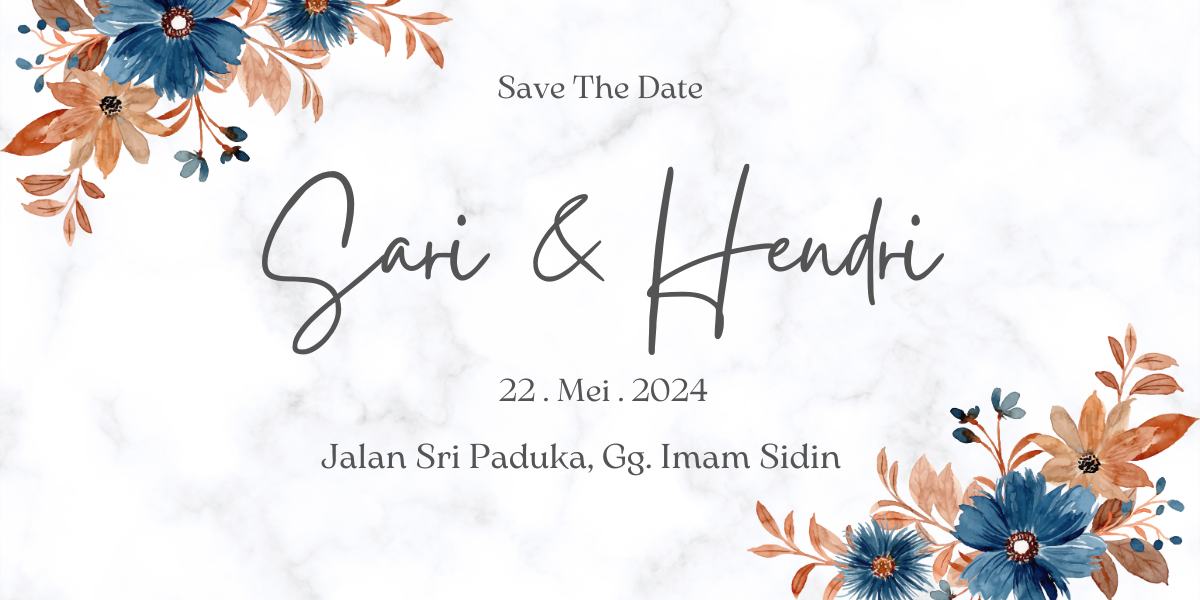 Save The Date
Sari & Hendri
22 . Mei . 2024
Jalan Sri Paduka, Gg. Imam Sidin